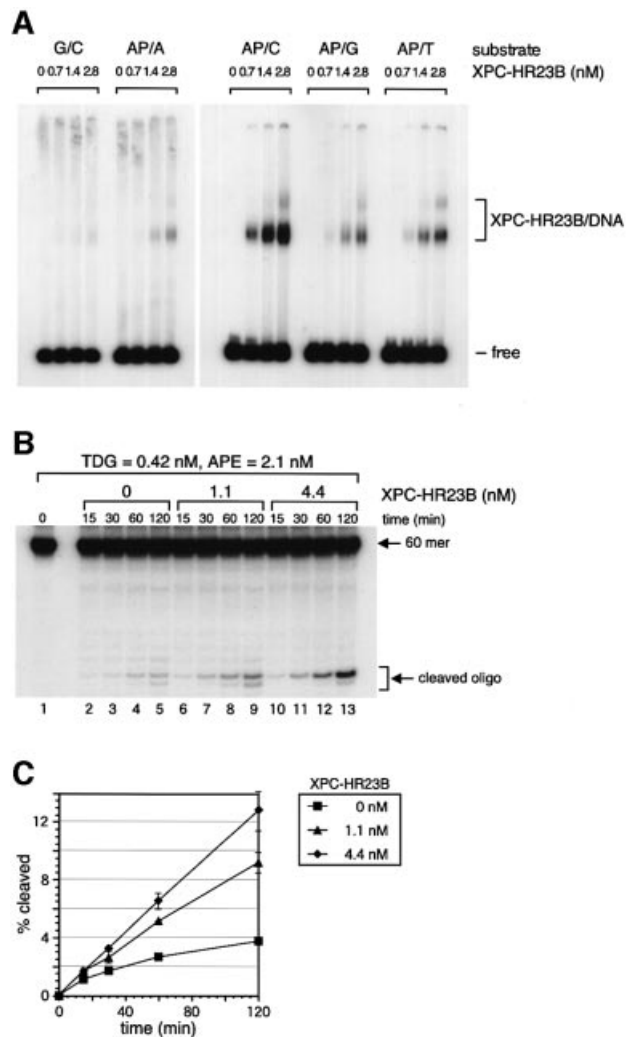 A
G/C AP/A AP/C AP/G AP/T substrate
0 0.7 1.4 2.8 0 0.7 1.4 2.8 0 0.7 1.4 2.8 0 0.7 1.4 2.8 0 0.7 1.4 2.8 XPC-HR23B (nM)
XPC-HR23B/DNA
– free
B
TDG = 0.42 nM, APE = 2.1 nM
0 1.1 4.4 XPC-HR23B (nM)
0 15 30 60 120 15 30 60 120 15 30 60 120 time (min)
60 mer
cleaved oligo
1 2 3 4 5 6 7 8 9 10 11 12 13
C
XPC-HR23B
0 nM
1.1 nM
4.4 nM
% cleaved
12
8
4
0
0 40 80 120
time (min)